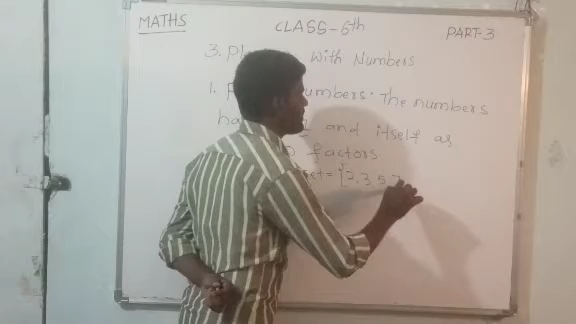 MATHS
CLASS-6th
PART-3
3. Pl With Numbers
1. umbers. The numbers
ha and itself as
factors
set = {2,3,5,7